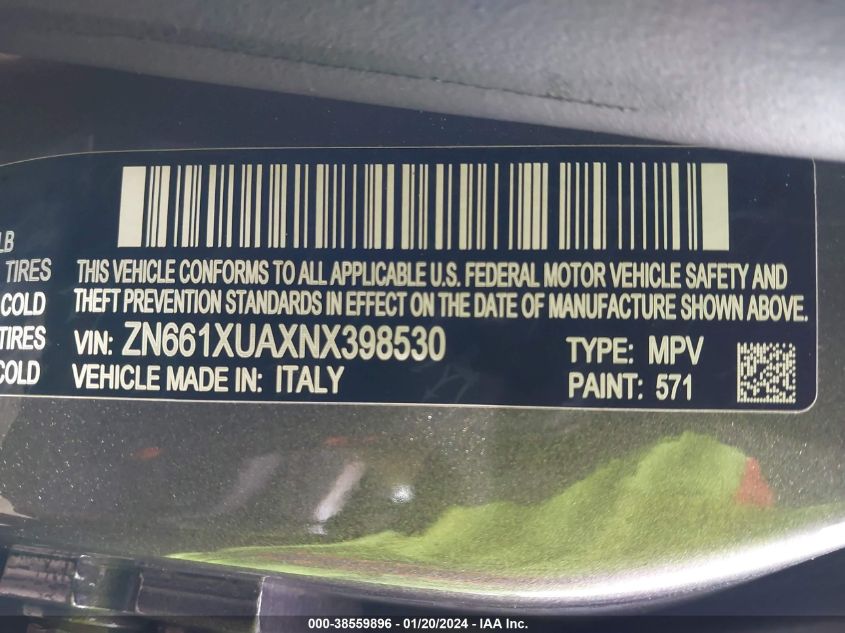 LB
TIRES
COLD
TIRES
COLD
THIS VEHICLE CONFORMS TO ALL APPLICABLE U.S. FEDERAL MOTOR VEHICLE SAFETY AND
THEFT PREVENTION STANDARDS IN EFFECT ON THE DATE OF MANUFACTURE SHOWN ABOVE.
VIN: ZN661XUAXNX398530
TYPE: MPV
VEHICLE MADE IN: ITALY
PAINT: 571
000-38559896 - 01/20/2024 - IAA Inc.